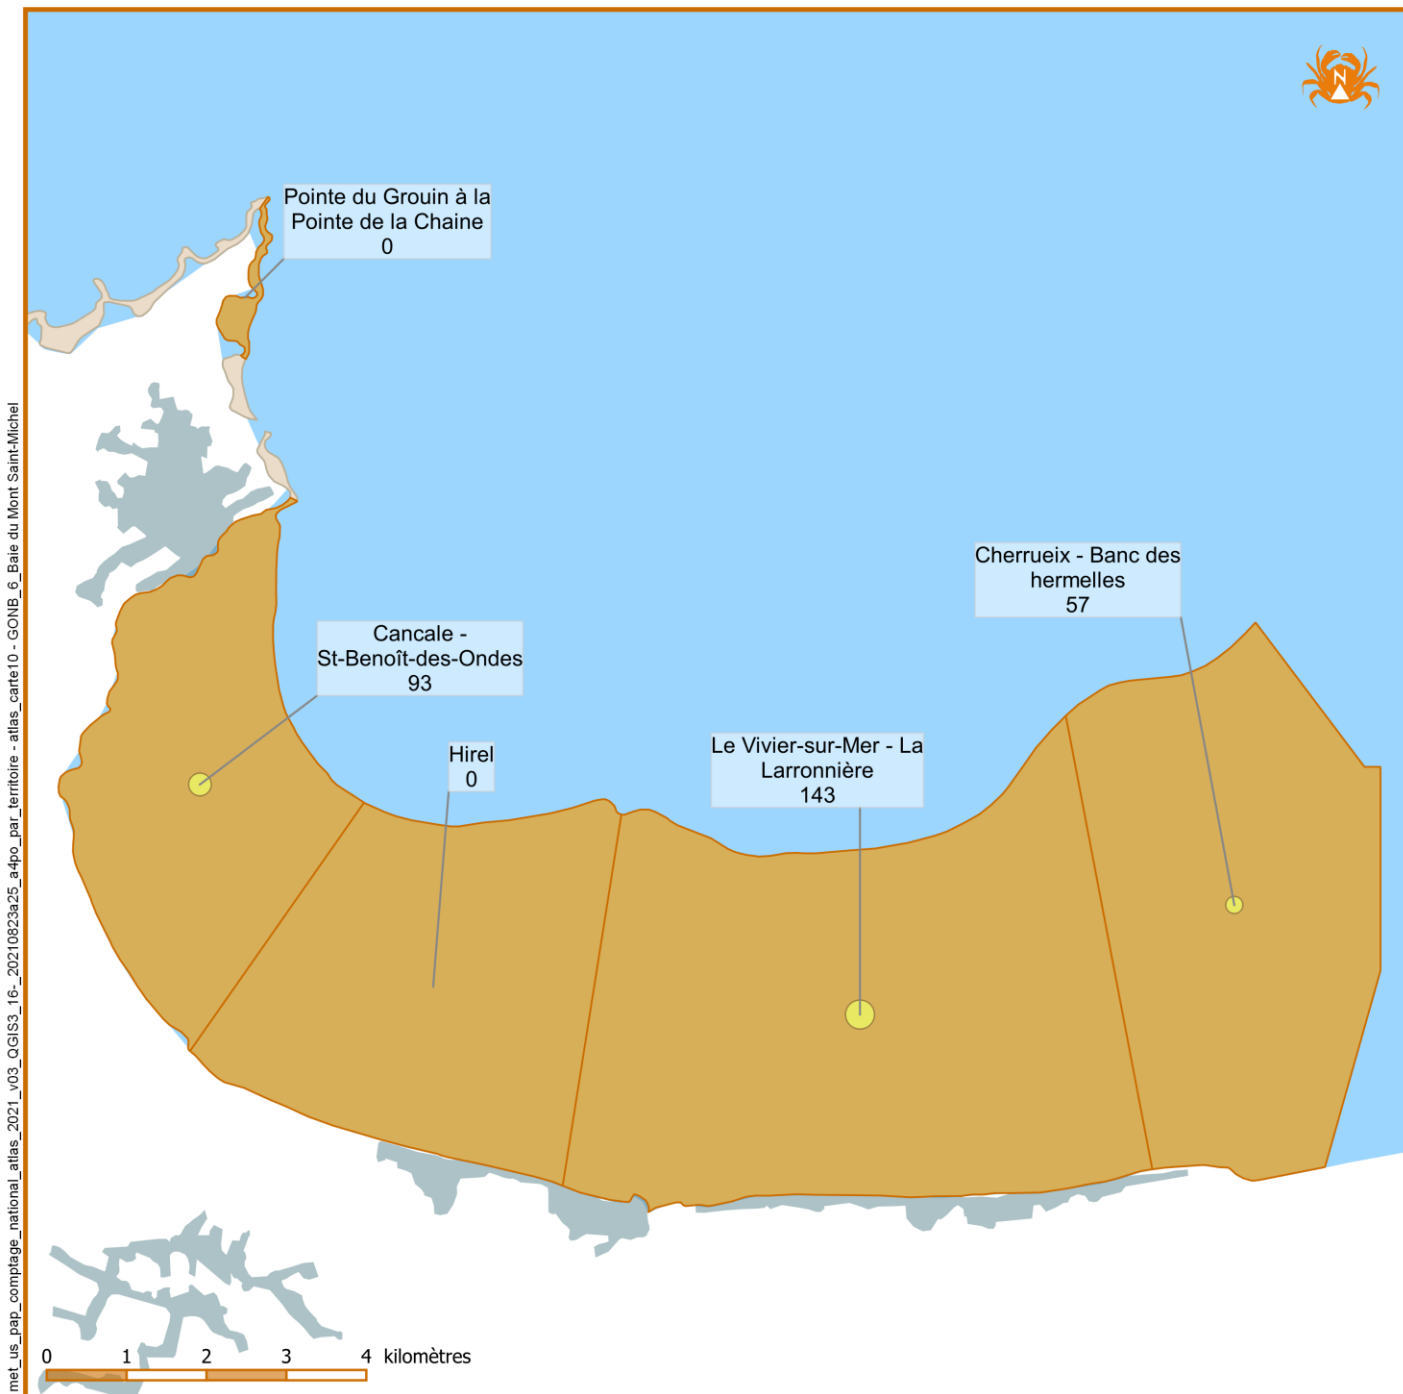 N
Pointe du Grouin à la
Pointe de la Chaine
0
Cherrueix - Banc des
hermelles
57
Cancale -
St-Benoît-des-Ondes
93
Le Vivier-sur-Mer - La
Larronnière
143
Hirel
0
met_us_pap_comptage_national_atlas_2021_v03_QGIS3_16-_20210823a25_a4po_par_territoire - atlas_carte10 - GONB_6_Baie du Mont Saint-Michel
0 1 2 3 4 kilomètres